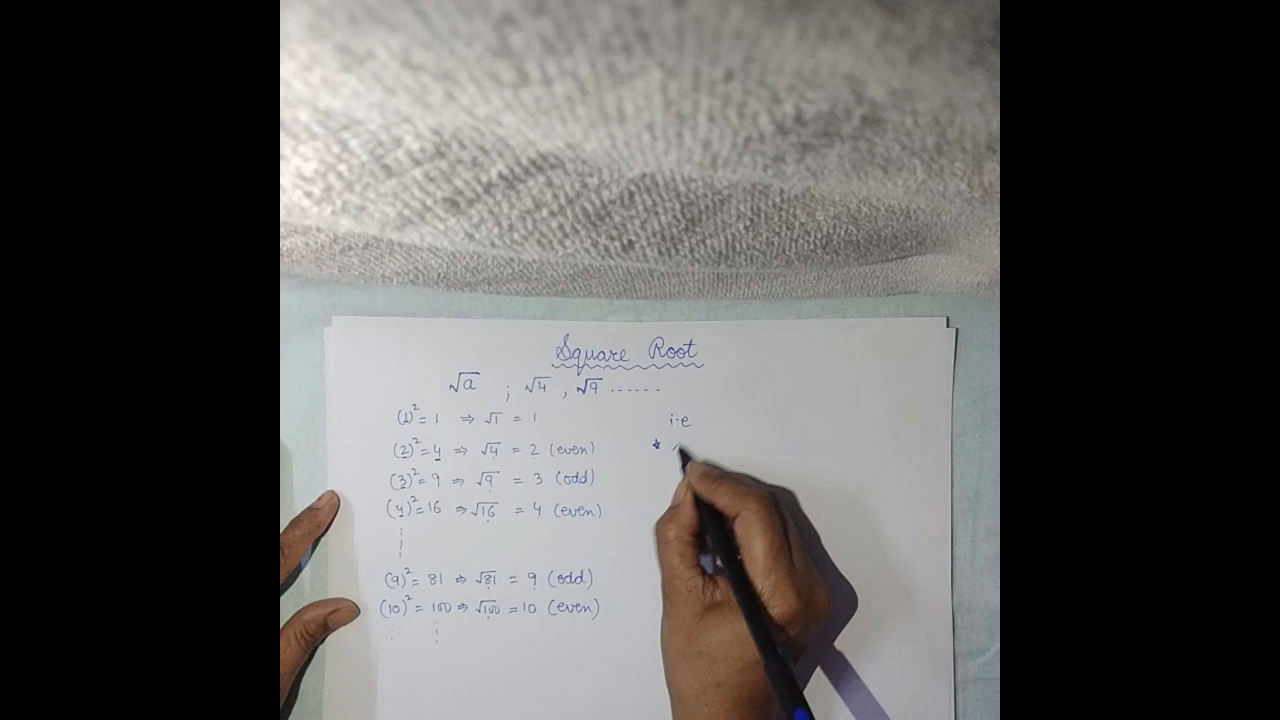 Square Root
√a ; √4 , √9 ------
(1)² = 1 ⇒ √1 = 1
(2)² = 4 ⇒ √4 = 2 (even)
(3)² = 9 ⇒ √9 = 3 (odd)
(4)² = 16 ⇒ √16 = 4 (even)
(9)² = 81 ⇒ √81 = 9 (odd)
(10)² = 100 ⇒ √100 = 10 (even)
i.e
*